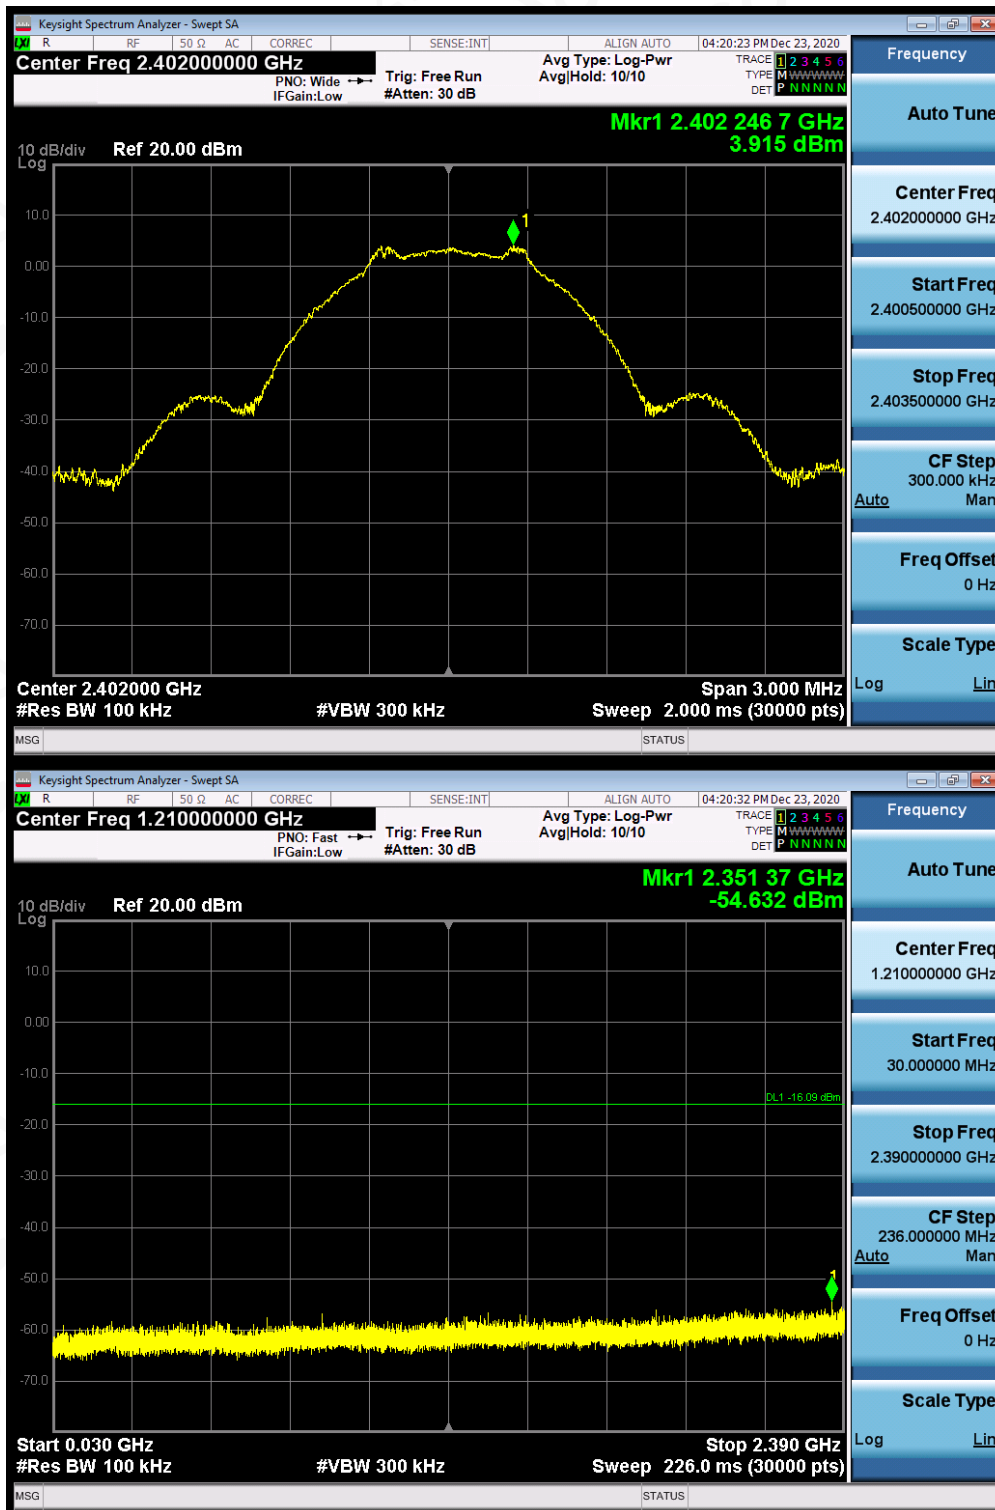 Keysight Spectrum Analyzer - Swept SA
LXI R RF 50 Ω AC CORREC SENSE:INT ALIGN AUTO 04:20:23 PM Dec 23, 2020
Center Freq 2.402000000 GHz
PNO: Wide
IFGain:Low
Trig: Free Run
#Atten: 30 dB
Avg Type: Log-Pwr
Avg|Hold: 10/10
TRACE 1 2 3 4 5 6
TYPE M WWWWW
DET P N N N N N
Mkr1 2.402 246 7 GHz
3.915 dBm
10 dB/div Ref 20.00 dBm
Log
1
10.0
0.00
-10.0
-20.0
-30.0
-40.0
-50.0
-60.0
-70.0
Center 2.402000 GHz Span 3.000 MHz
#Res BW 100 kHz #VBW 300 kHz Sweep 2.000 ms (30000 pts)
MSG STATUS
Frequency
Auto Tune
Center Freq
2.402000000 GHz
Start Freq
2.400500000 GHz
Stop Freq
2.403500000 GHz
CF Step
300.000 kHz
Auto Man
Freq Offset
0 Hz
Scale Type
Log Lin
Keysight Spectrum Analyzer - Swept SA
LXI R RF 50 Ω AC CORREC SENSE:INT ALIGN AUTO 04:20:32 PM Dec 23, 2020
Center Freq 1.210000000 GHz
PNO: Fast
IFGain:Low
Trig: Free Run
#Atten: 30 dB
Avg Type: Log-Pwr
Avg|Hold: 10/10
TRACE 1 2 3 4 5 6
TYPE M WWWWW
DET P N N N N N
Mkr1 2.351 37 GHz
-54.632 dBm
10 dB/div Ref 20.00 dBm
Log
10.0
0.00
-10.0
DL1 -16.09 dBm
-20.0
-30.0
-40.0
-50.0
1
-60.0
-70.0
Start 0.030 GHz Stop 2.390 GHz
#Res BW 100 kHz #VBW 300 kHz Sweep 226.0 ms (30000 pts)
MSG STATUS
Frequency
Auto Tune
Center Freq
1.210000000 GHz
Start Freq
30.000000 MHz
Stop Freq
2.390000000 GHz
CF Step
236.000000 MHz
Auto Man
Freq Offset
0 Hz
Scale Type
Log Lin